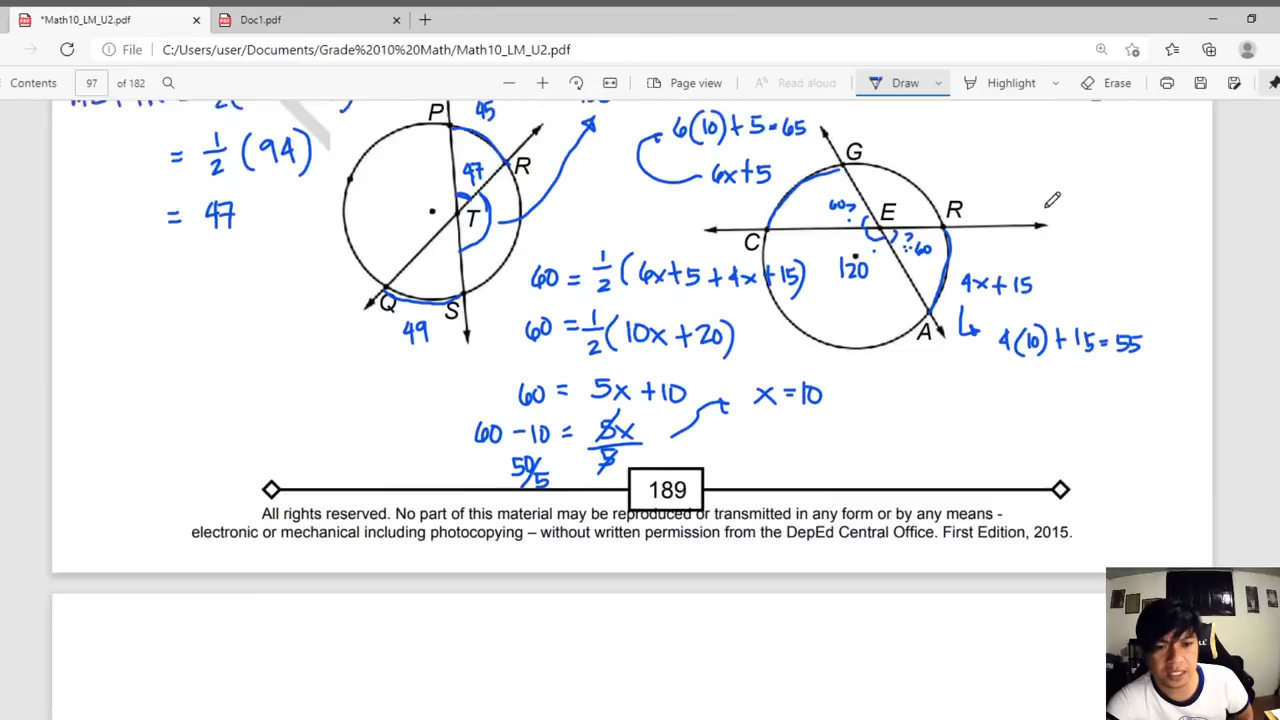 *Math10_LM_U2.pdf
Doc1.pdf
File
C:/Users/user/Documents/Grade%2010%20Math/Math10_LM_U2.pdf
Contents
97
of 182
Page view
Read aloud
Draw
Highlight
Erase
= 1/2 (94)
= 47
P
45
47
R
T
Q
S
49
6(10)+5=65
6x+5
G
60
?
E
R
C
?
60
120
4x+15
A
4(10)+15=55
60 = 1/2 (6x+5+4x+15)
60 = 1/2 (10x+20)
60 = 5x+10
x=10
60 -10 = 5x
50/5
5
189
All rights reserved. No part of this material may be reproduced or transmitted in any form or by any means -
electronic or mechanical including photocopying – without written permission from the DepEd Central Office. First Edition, 2015.